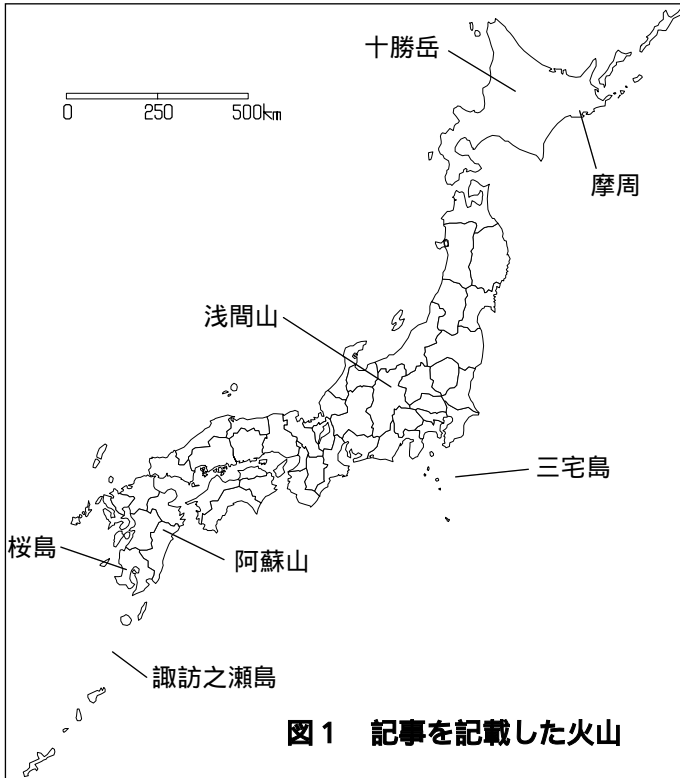 十勝岳
0 250 500km
摩周
浅間山
三宅島
桜島
阿蘇山
諏訪之瀬島
図1 記事を記載した火山